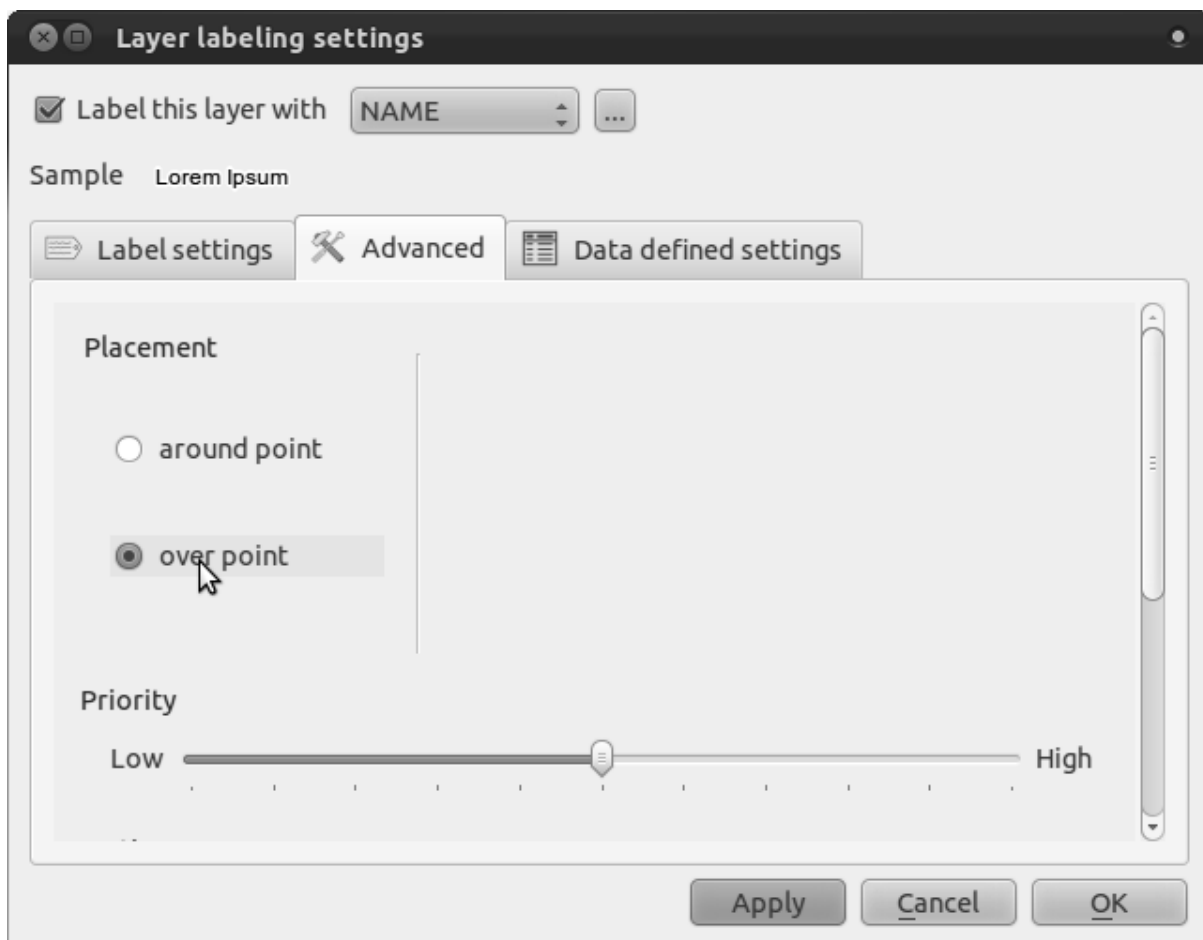 Layer labeling settings
Label this layer with NAME ...
Sample Lorem Ipsum
Label settings Advanced Data defined settings
Placement
around point
over point
Priority
Low High
Apply Cancel OK